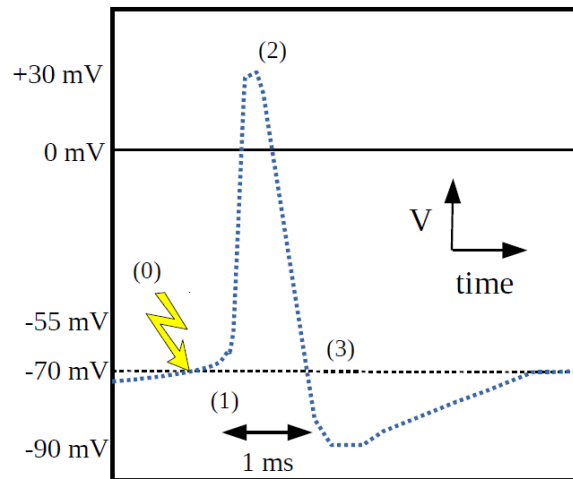 (2)
+30 mV
0 mV
V
(0)
time
-55 mV
(3)
-70 mV
(1)
-90 mV
1 ms